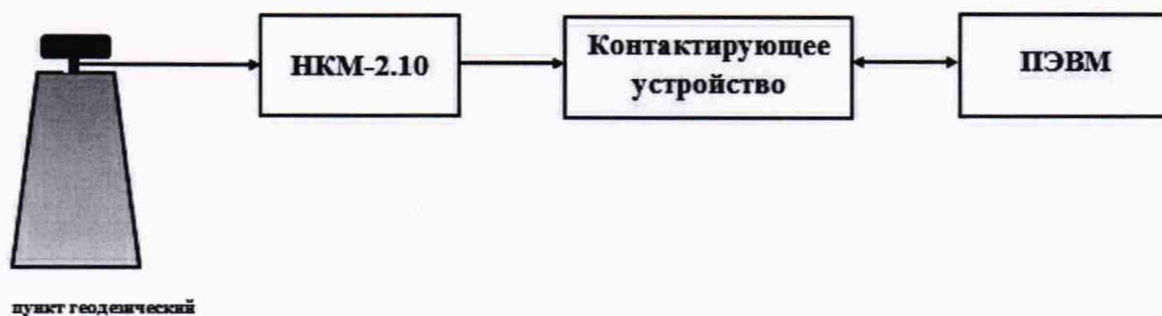 НКМ-2.10
Контактирующее
устройство
ПЭВМ
пункт геодезический